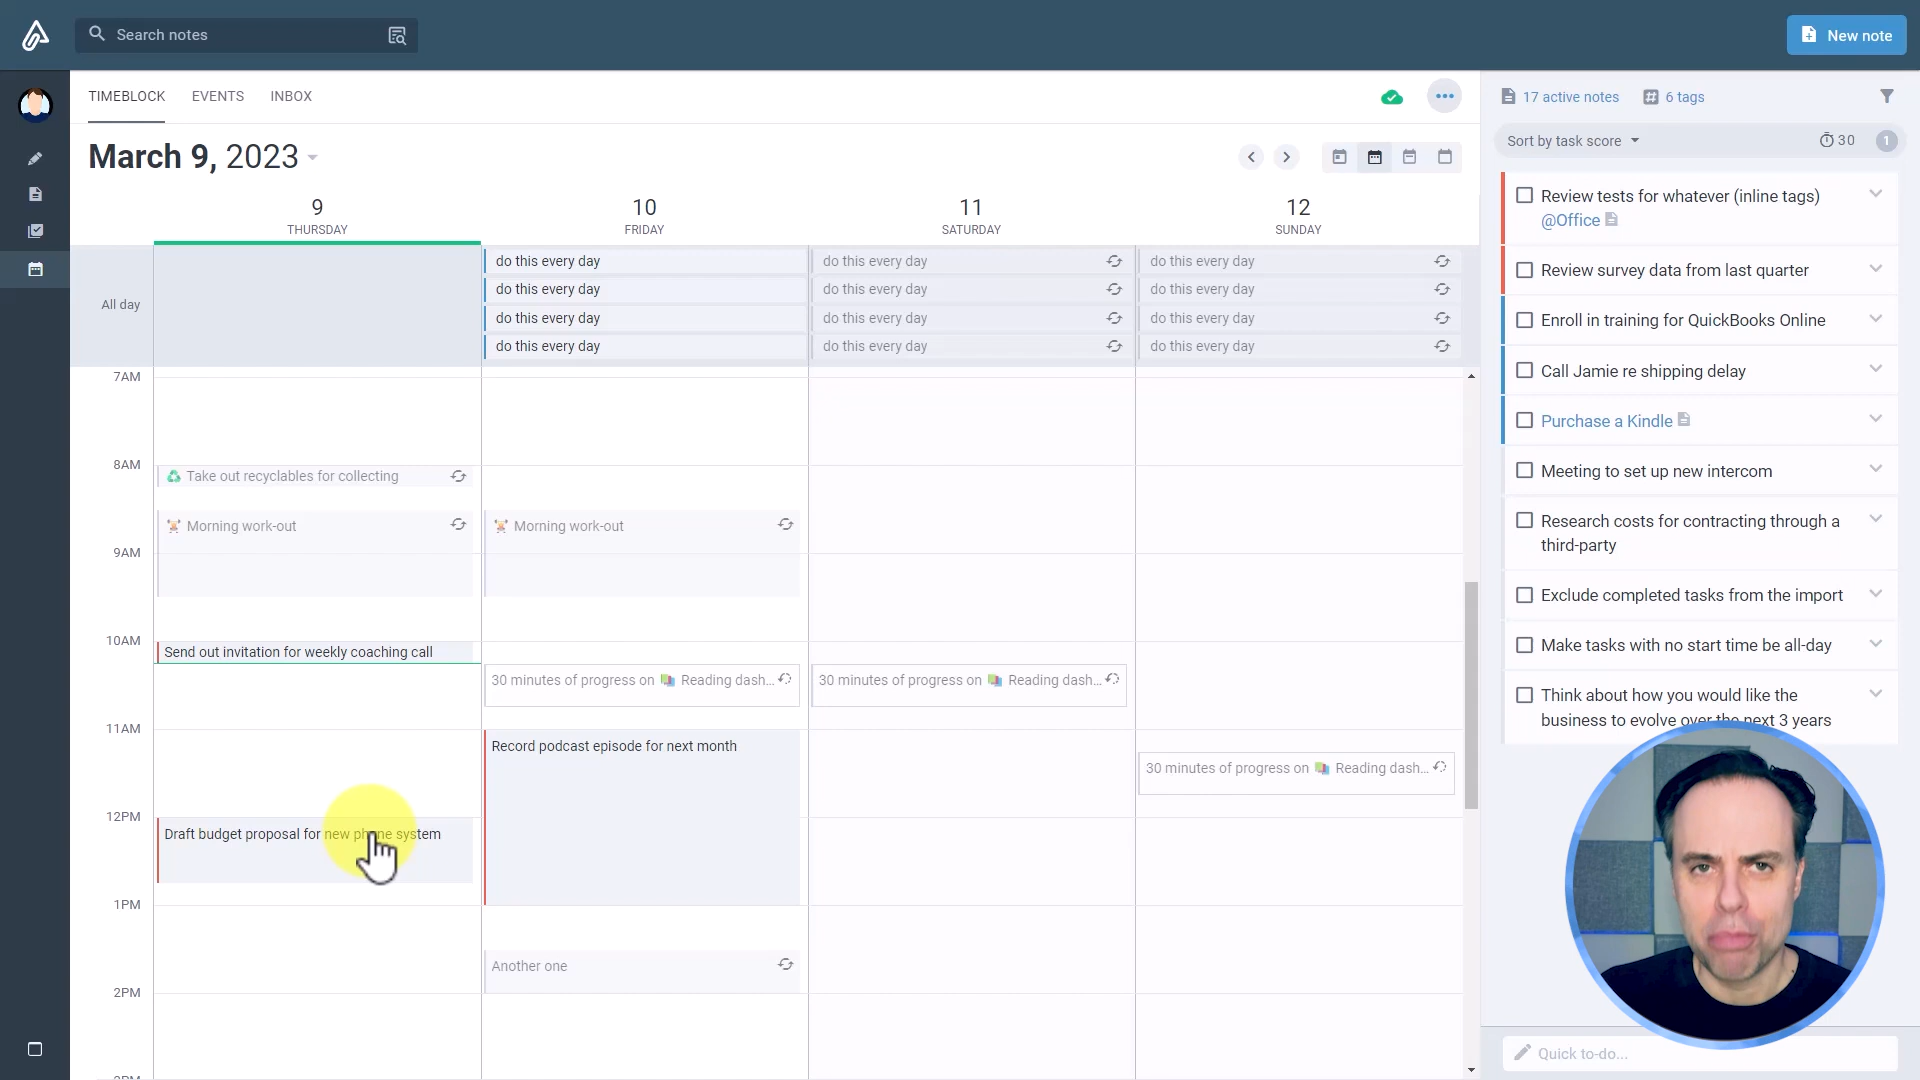 Search notes
New note
TIMEBLOCK
EVENTS
INBOX
17 active notes
6 tags
March 9, 2023
Sort by task score
30
1
9
THURSDAY
10
FRIDAY
11
SATURDAY
12
SUNDAY
All day
do this every day
do this every day
do this every day
do this every day
do this every day
do this every day
do this every day
do this every day
do this every day
do this every day
do this every day
do this every day
7AM
8AM
Take out recyclables for collecting
Morning work-out
Morning work-out
9AM
10AM
Send out invitation for weekly coaching call
30 minutes of progress on 📚 Reading dash...
30 minutes of progress on 📚 Reading dash...
11AM
Record podcast episode for next month
30 minutes of progress on 📚 Reading dash...
12PM
Draft budget proposal for new phone system
1PM
Another one
2PM
Review tests for whatever (inline tags)
@Office
Review survey data from last quarter
Enroll in training for QuickBooks Online
Call Jamie re shipping delay
Purchase a Kindle
Meeting to set up new intercom
Research costs for contracting through a
third-party
Exclude completed tasks from the import
Make tasks with no start time be all-day
Think about how you would like the
business to evolve over the next 3 years
Quick to-do...